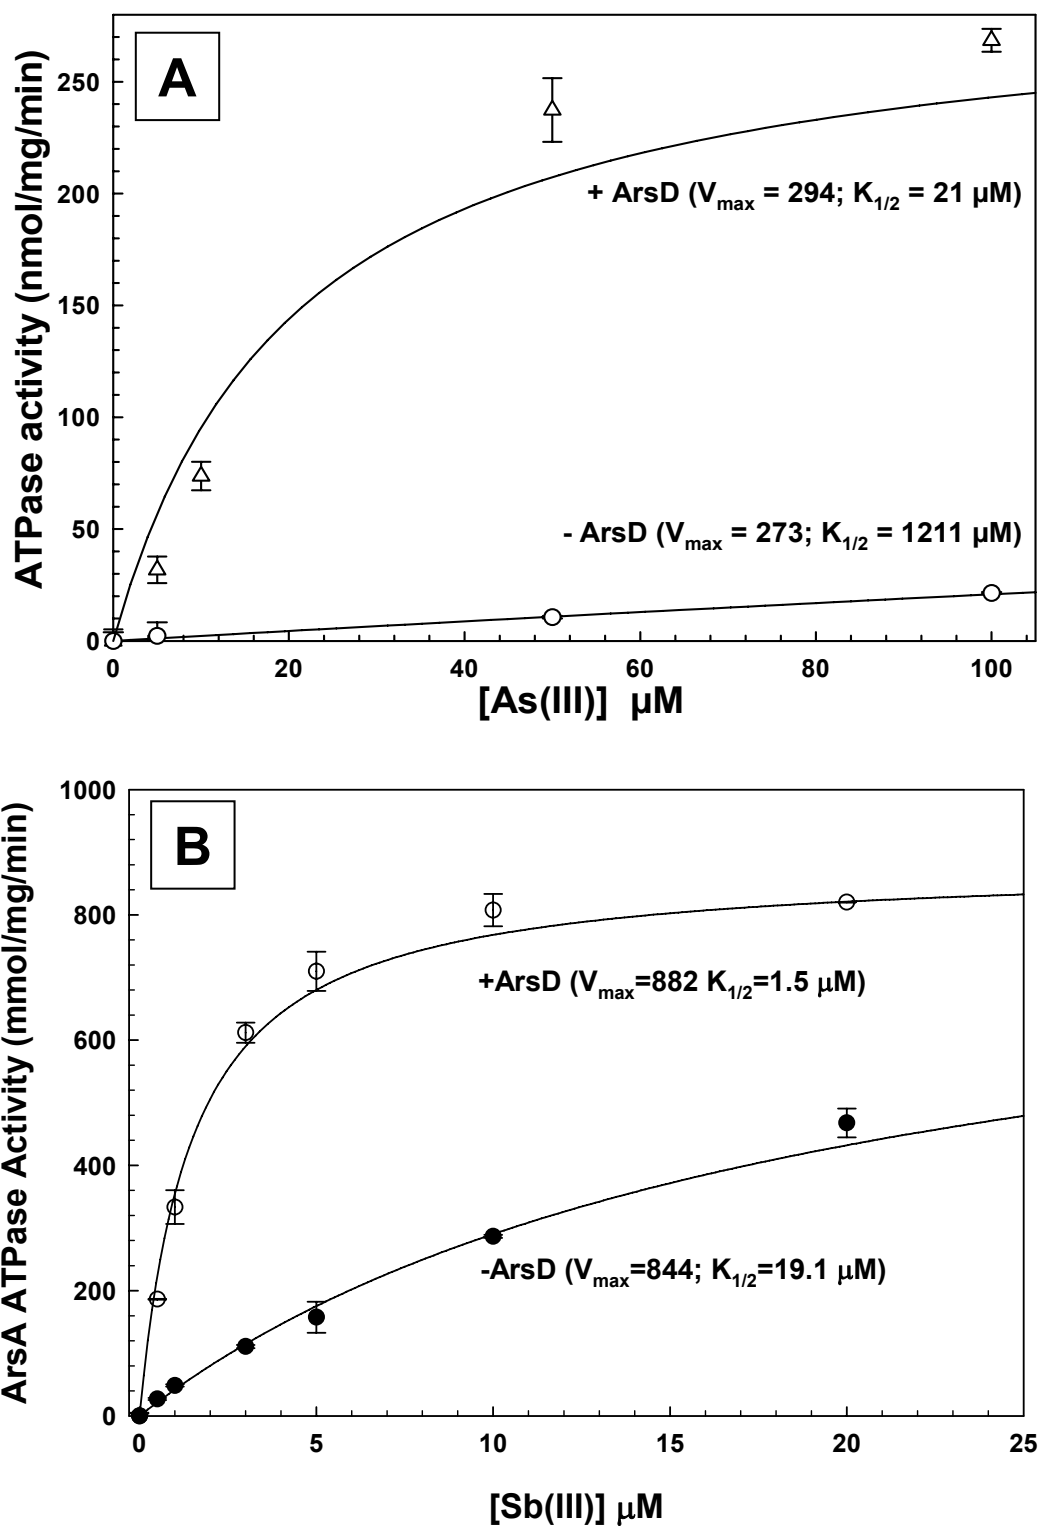 A
ATPase activity (nmol/mg/min)
250
200
150
100
50
0
+ ArsD (Vmax = 294; K1/2 = 21 µM)
- ArsD (Vmax = 273; K1/2 = 1211 µM)
0 20 40 60 80 100
[As(III)] µM
B
ArsA ATPase Activity (mmol/mg/min)
1000
800
600
400
200
0
+ArsD (Vmax=882 K1/2=1.5 µM)
-ArsD (Vmax=844; K1/2=19.1 µM)
0 5 10 15 20 25
[Sb(III)] µM